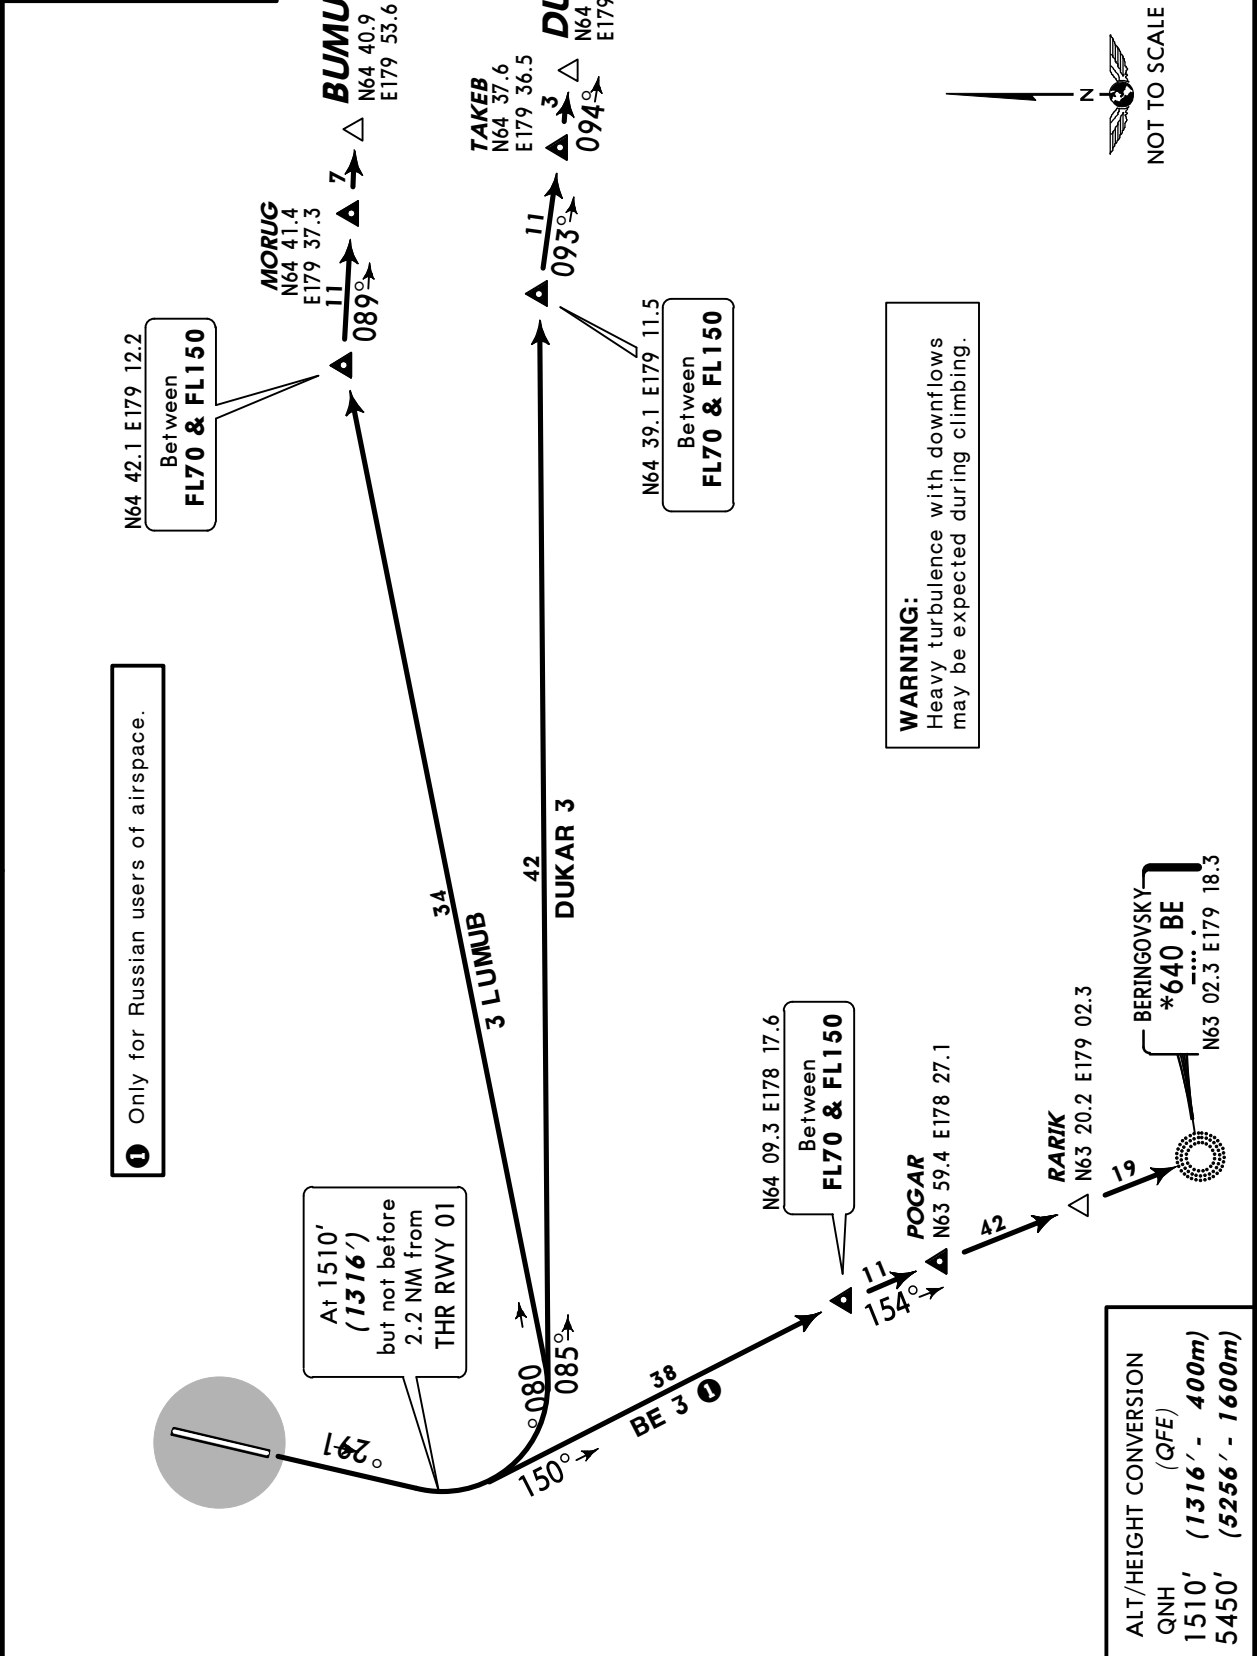 BUMU
N64 40.9
E179 53.6
DU
N64
E179
MORUG
N64 41.4
E179 37.3
11
089°
7
TAKEB
N64 37.6
E179 36.5
3
094°
11
093°
N64 42.1 E179 12.2
Between
FL70 & FL150
N64 39.1 E179 11.5
Between
FL70 & FL150
N
NOT TO SCALE
❶ Only for Russian users of airspace.
34
3 LUMUB
42
DUKAR 3
WARNING:
Heavy turbulence with downflows
may be expected during climbing.
At 1510'
(1316')
but not before
2.2 NM from
THR RWY 01
°080
085°
150°
38
BE 3 ❶
N64 09.3 E178 17.6
Between
FL70 & FL150
11
154°
POGAR
N63 59.4 E178 27.1
42
RARIK
N63 20.2 E179 02.3
19
BERINGOVSKY
*640 BE
N63 02.3 E179 18.3
ALT/HEIGHT CONVERSION
QNH (QFE)
1510' (1316' - 400m)
5450' (5256' - 1600m)